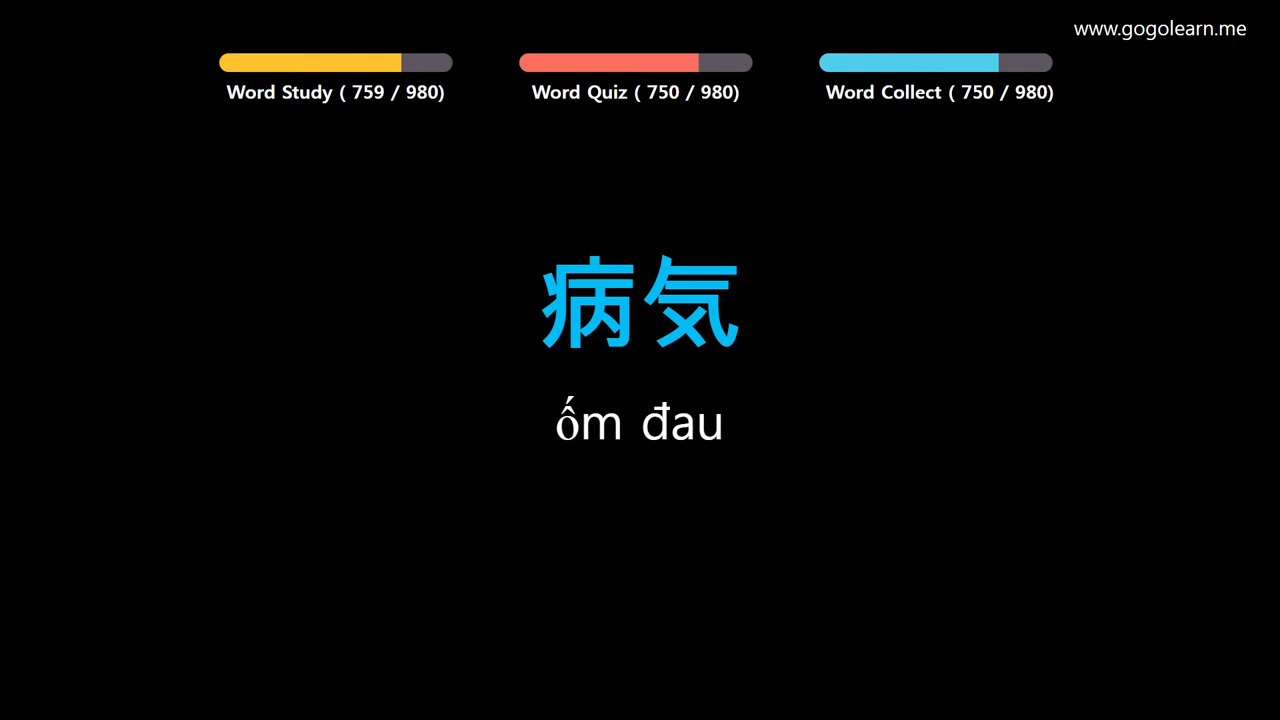 www.gogolearn.me
Word Study ( 759 / 980)
Word Quiz ( 750 / 980)
Word Collect ( 750 / 980)
病気
ốm đau